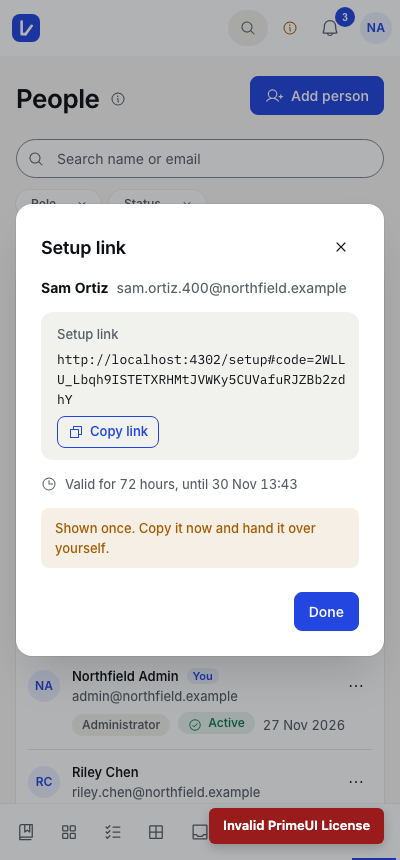 3
NA
People
Add person
Search name or email
Role
Status
Setup link
Sam Ortiz sam.ortiz.400@northfield.example
Setup link
http://localhost:4302/setup#code=2WLL
U_Lbqh9ISTETXRHMtJVWKy5CUVafuRJZBb2zd
hY
Copy link
Valid for 72 hours, until 30 Nov 13:43
Shown once. Copy it now and hand it over
yourself.
Done
NA
Northfield Admin You
admin@northfield.example
Administrator Active 27 Nov 2026
RC
Riley Chen
riley.chen@northfield.example
Invalid PrimeUI License